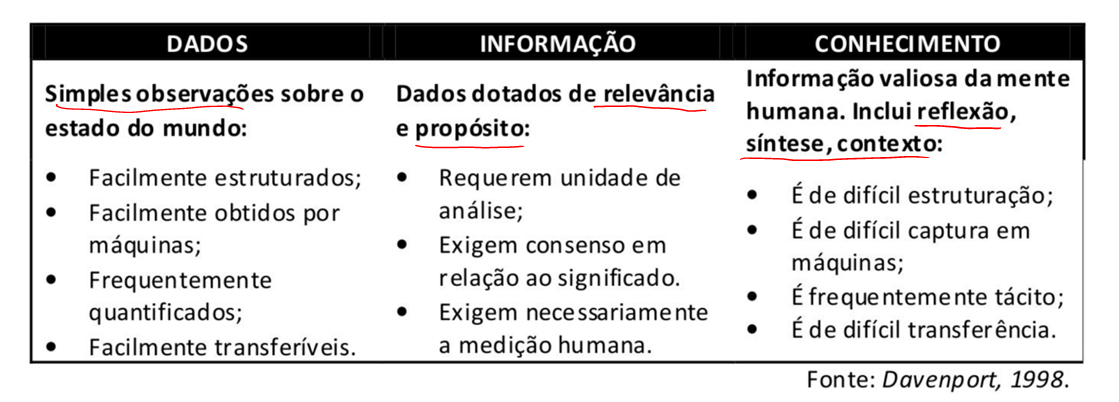 DADOS
Simples observações sobre o
estado do mundo:
• Facilmente estruturados;
• Facilmente obtidos por
máquinas;
• Frequentemente
quantificados;
• Facilmente transferíveis.
INFORMAÇÃO
Dados dotados de relevância
e propósito:
• Requerem unidade de
análise;
• Exigem consenso em
relação ao significado.
• Exigem necessariamente
a medição humana.
CONHECIMENTO
Informação valiosa da mente
humana. Inclui reflexão,
síntese, contexto:
• É de difícil estruturação;
• É de difícil captura em
máquinas;
• É frequentemente tácito;
• É de difícil transferência.
Fonte: Davenport, 1998.